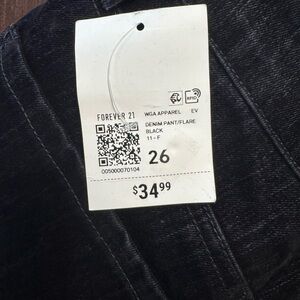 RFID
FOREVER 21
WGA APPAREL EV
DENIM PANT/FLARE
BLACK
11 - F
26
005000070104
$34.99